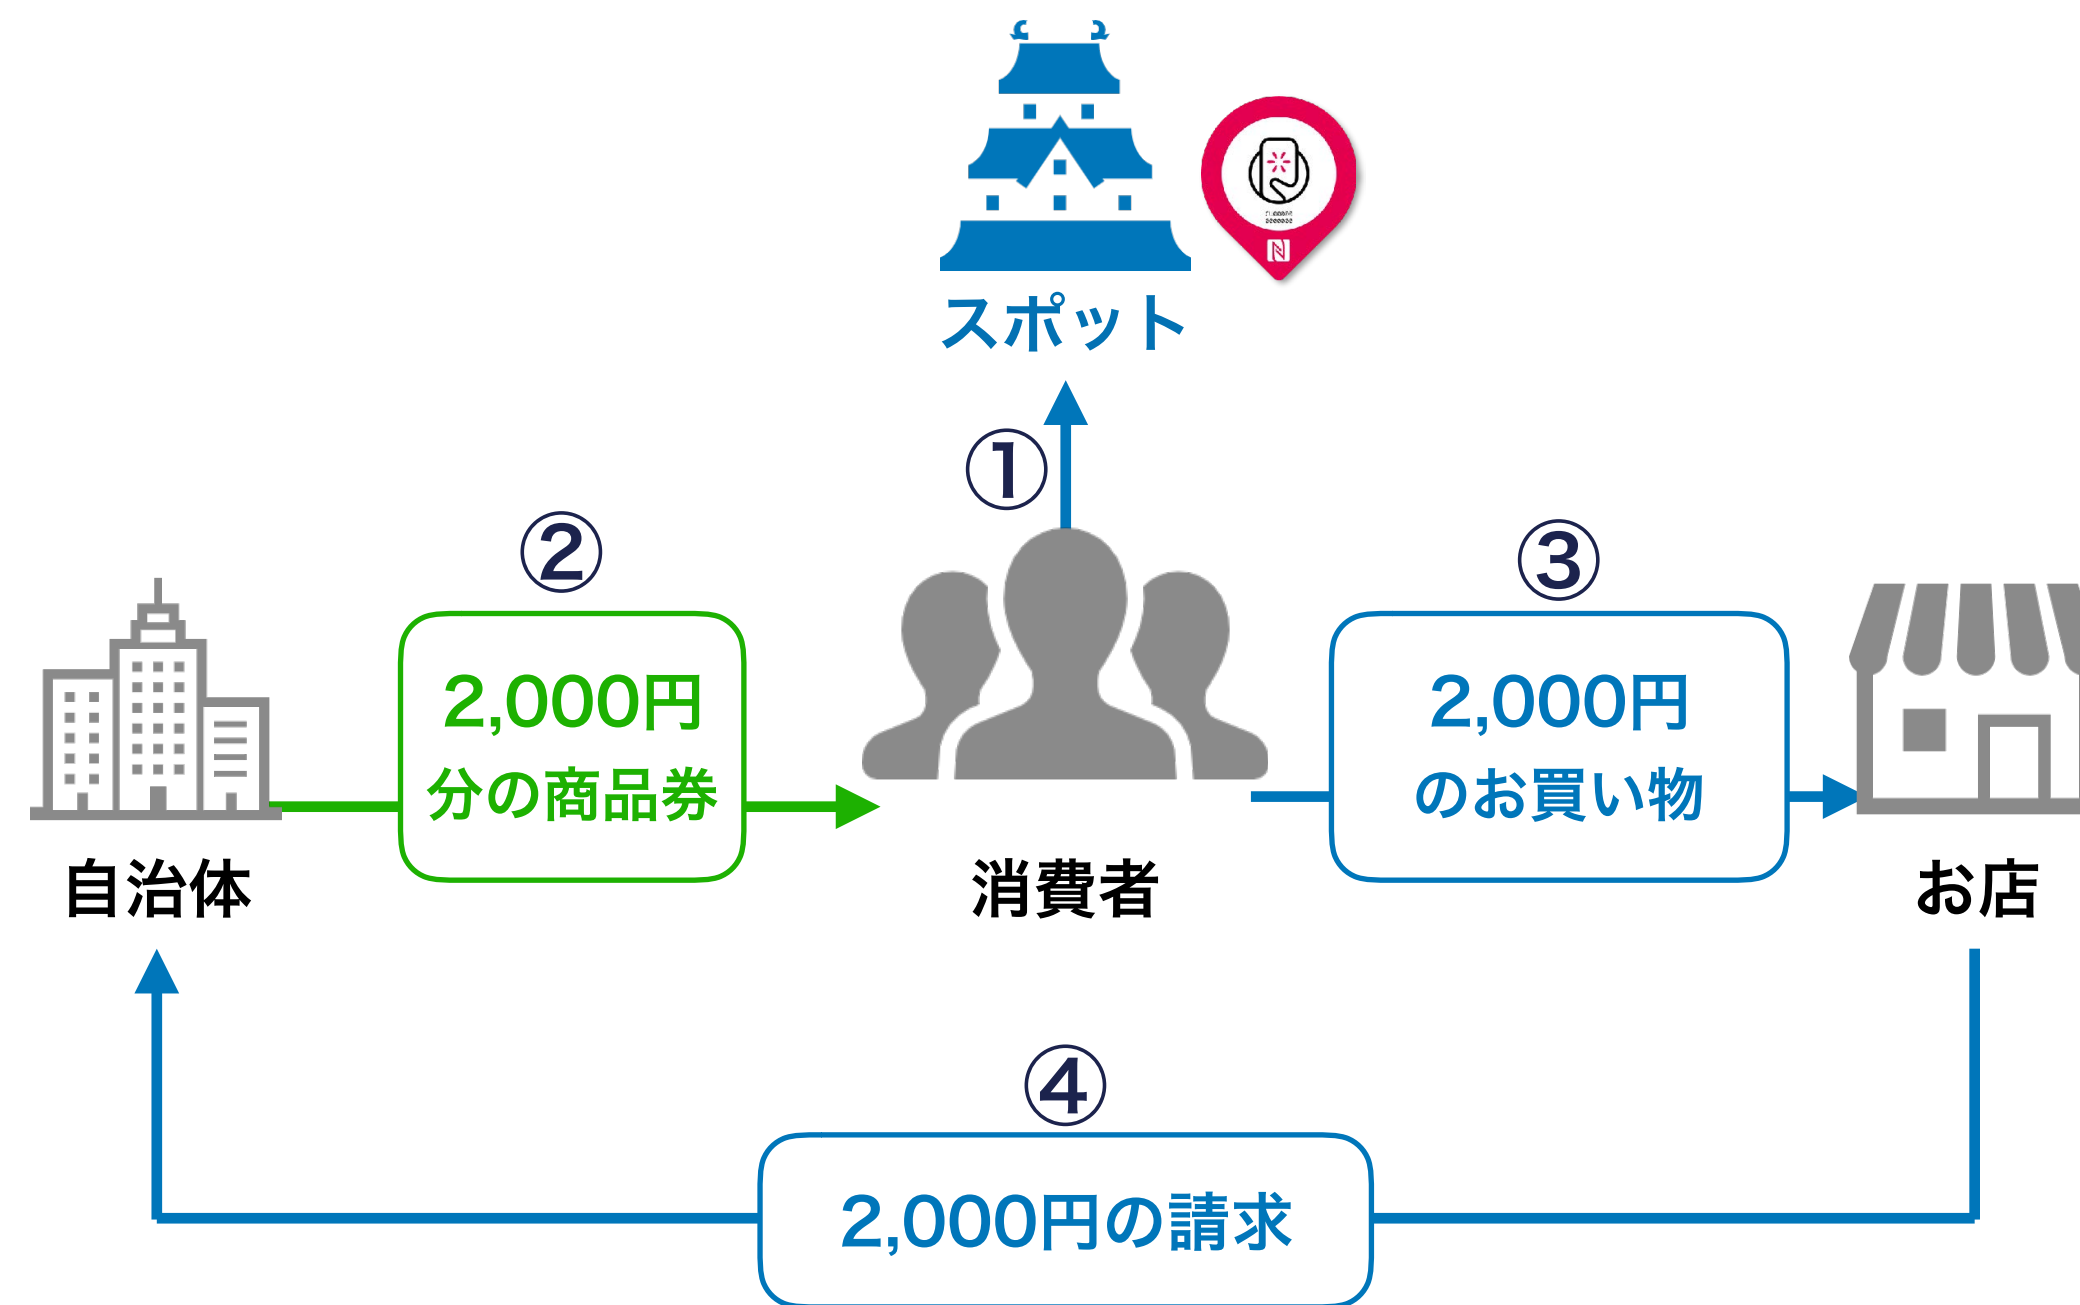 スポット
①
②
③
2,000円
分の商品券
2,000円
のお買い物
自治体
消費者
お店
④
2,000円の請求